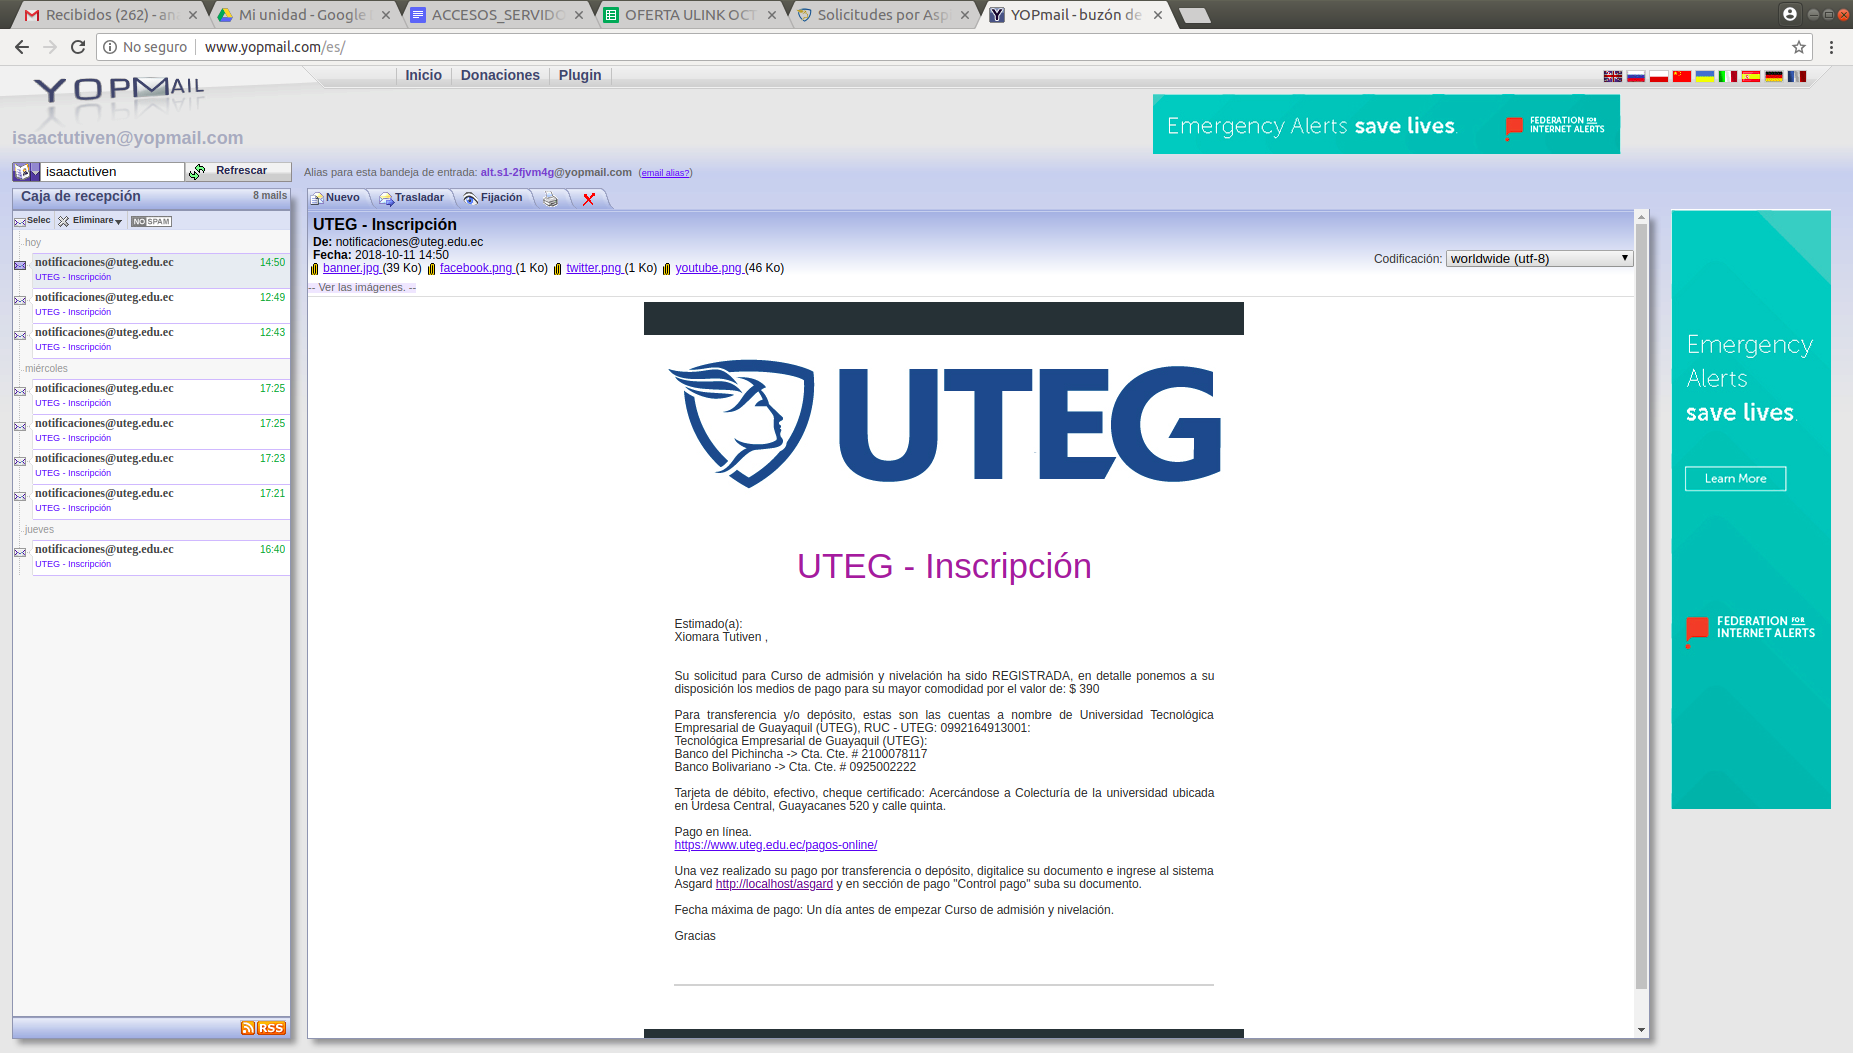 Recibidos (262) - an
Mi unidad - Google
ACCESOS_SERVIDO
OFERTA ULINK OCT
Solicitudes por Asp
YOPmail - buzón de
No seguro
www.yopmail.com/es/
YOPMAIL
Inicio
Donaciones
Plugin
isaactutiven@yopmail.com
Emergency Alerts save lives.
FEDERATION FOR
INTERNET ALERTS
isaactutiven
Refrescar
Alias para esta bandeja de entrada: alt.s1-2fjvm4g@yopmail.com (email alias?)
Caja de recepción
8 mails
Selec
Eliminare
NO SPAM
hoy
notificaciones@uteg.edu.ec 14:50
UTEG - Inscripción
notificaciones@uteg.edu.ec 12:49
UTEG - Inscripción
notificaciones@uteg.edu.ec 12:43
UTEG - Inscripción
miércoles
notificaciones@uteg.edu.ec 17:25
UTEG - Inscripción
notificaciones@uteg.edu.ec 17:25
UTEG - Inscripción
notificaciones@uteg.edu.ec 17:23
UTEG - Inscripción
notificaciones@uteg.edu.ec 17:21
UTEG - Inscripción
jueves
notificaciones@uteg.edu.ec 16:40
UTEG - Inscripción
RSS
Nuevo
Trasladar
Fijación
UTEG - Inscripción
De: notificaciones@uteg.edu.ec
Fecha: 2018-10-11 14:50
Codificación: worldwide (utf-8)
banner.jpg (39 Ko) facebook.png (1 Ko) twitter.png (1 Ko) youtube.png (46 Ko)
-- Ver las imágenes. --
UTEG
UTEG - Inscripción
Estimado(a):
Xiomara Tutiven ,
Su solicitud para Curso de admisión y nivelación ha sido REGISTRADA, en detalle ponemos a su
disposición los medios de pago para su mayor comodidad por el valor de: $ 390
Para transferencia y/o depósito, estas son las cuentas a nombre de Universidad Tecnológica
Empresarial de Guayaquil (UTEG), RUC - UTEG: 0992164913001:
Tecnológica Empresarial de Guayaquil (UTEG):
Banco del Pichincha -> Cta. Cte. # 2100078117
Banco Bolivariano -> Cta. Cte. # 0925002222
Tarjeta de débito, efectivo, cheque certificado: Acercándose a Colecturía de la universidad ubicada
en Urdesa Central, Guayacanes 520 y calle quinta.
Pago en línea.
https://www.uteg.edu.ec/pagos-online/
Una vez realizado su pago por transferencia o depósito, digitalice su documento e ingrese al sistema
Asgard http://localhost/asgard y en sección de pago "Control pago" suba su documento.
Fecha máxima de pago: Un día antes de empezar Curso de admisión y nivelación.
Gracias
Emergency
Alerts
save lives.
Learn More
FEDERATION FOR
INTERNET ALERTS